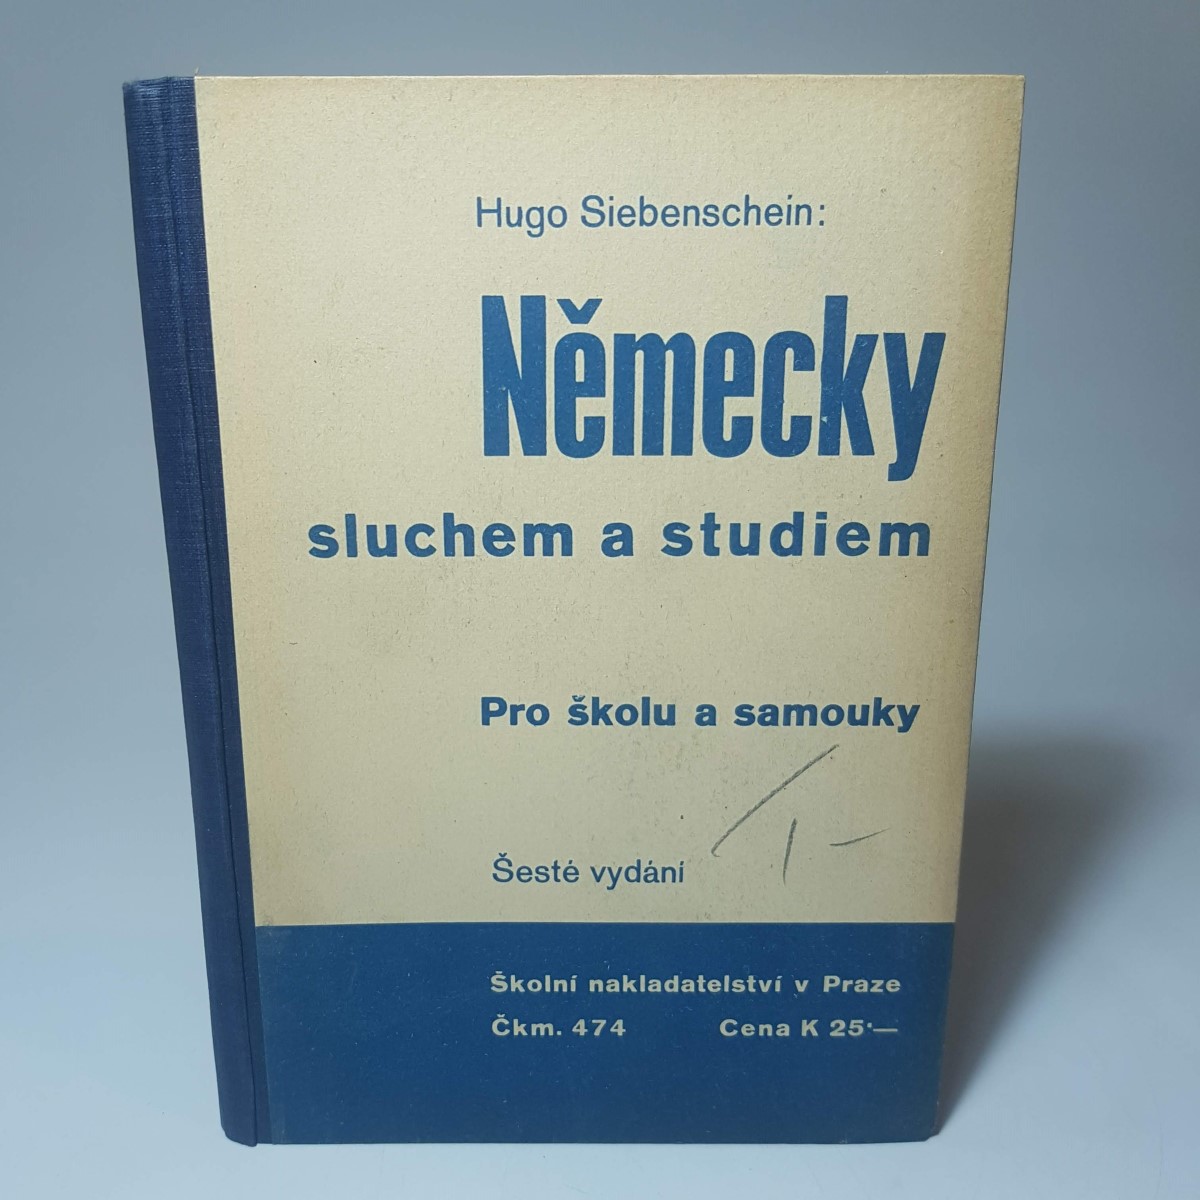 Hugo Siebenschein:
Německy
sluchem a studiem
Pro školu a samouky
Šesté vydání
Školní nakladatelství v Praze
Čkm. 474 Cena K 25·—